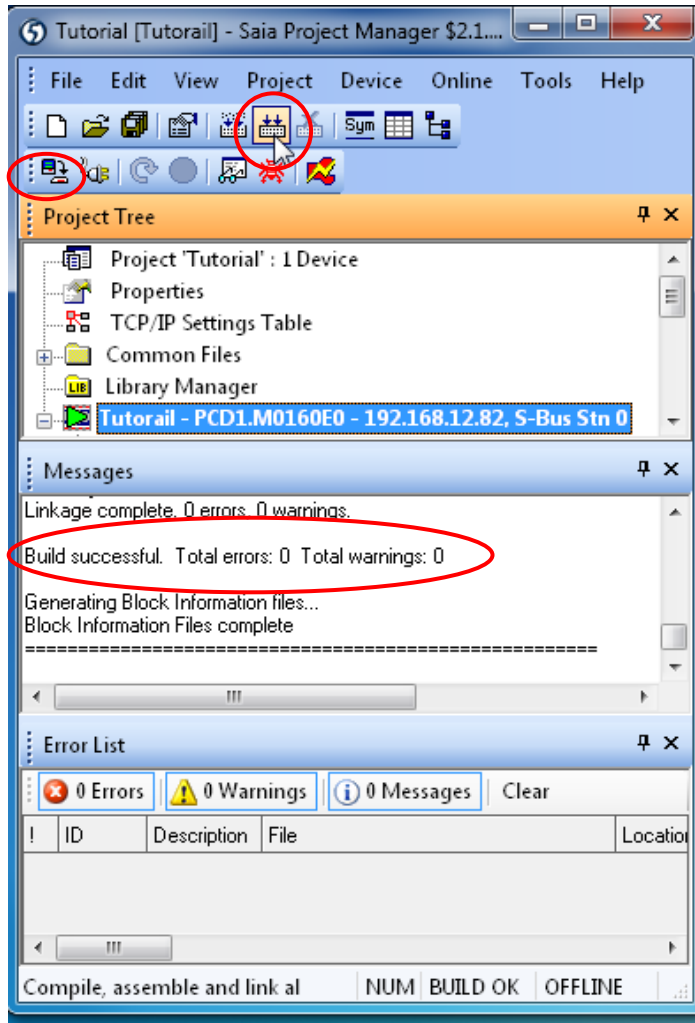 Tutorial [Tutorail] - Saia Project Manager $2.1....
File Edit View Project Device Online Tools Help
Sym
Project Tree
Project 'Tutorial' : 1 Device
Properties
TCP/IP Settings Table
Common Files
LIB Library Manager
Tutorail - PCD1.M0160E0 - 192.168.12.82, S-Bus Stn 0
Messages
Linkage complete. 0 errors, 0 warnings.
Build successful. Total errors: 0 Total warnings: 0
Generating Block Information files...
Block Information Files complete
======================================================
Error List
0 Errors 0 Warnings 0 Messages Clear
! ID Description File Location
Compile, assemble and link al NUM BUILD OK OFFLINE